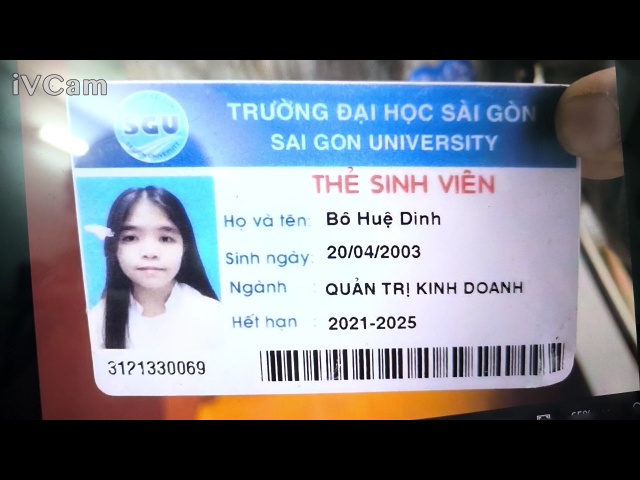 iVCam
SGU
TRƯỜNG ĐẠI HỌC SÀI GÒN
SAI GON UNIVERSITY
THẺ SINH VIÊN
Họ và tên: Bô Huệ Dinh
Sinh ngày: 20/04/2003
Ngành : QUẢN TRỊ KINH DOANH
Hết hạn : 2021-2025
3121330069